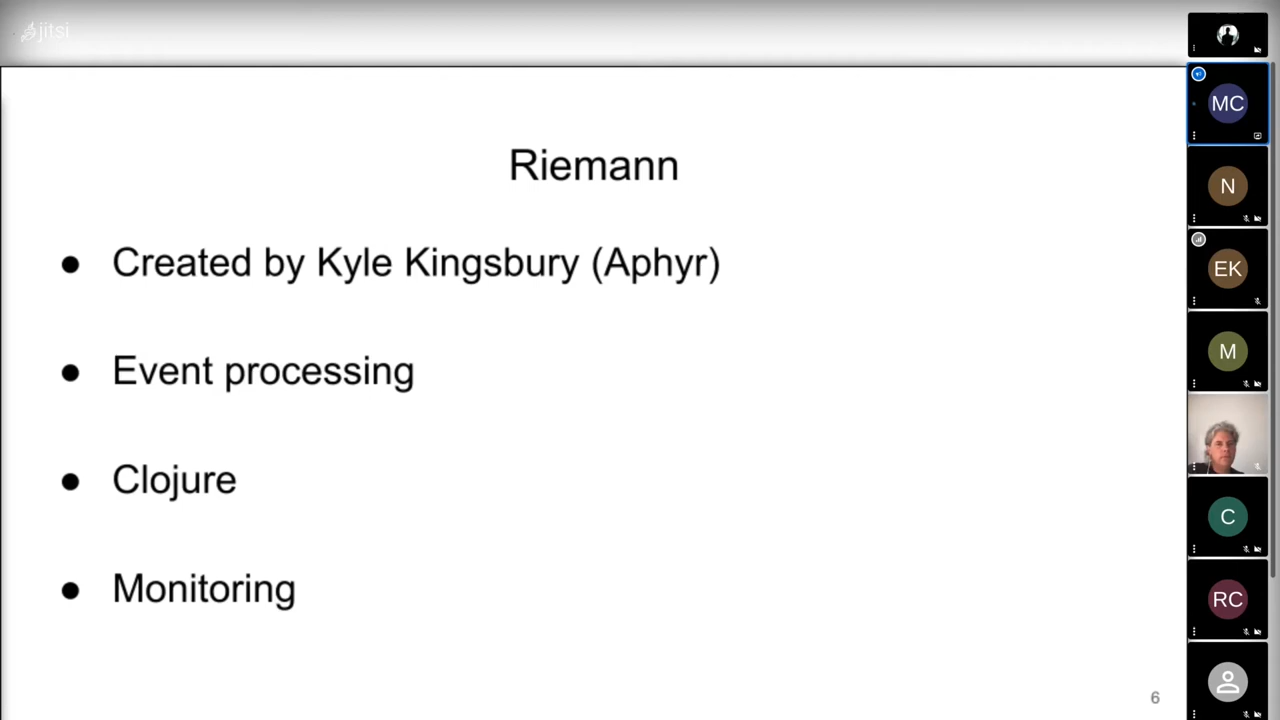 jitsi
Riemann
● Created by Kyle Kingsbury (Aphyr)
● Event processing
● Clojure
● Monitoring
6
MC
N
EK
M
C
RC